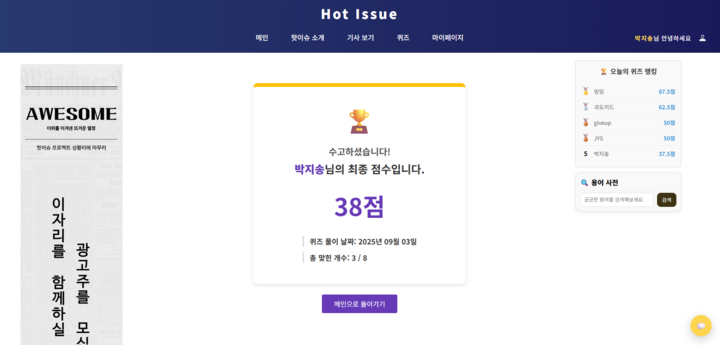 Hot Issue
메인
핫이슈 소개
기사 보기
퀴즈
마이페이지
박지송님 안녕하세요
AWESOME
더위를 이겨낸 뜨거운 열정
핫이슈 프로젝트 성황리에 마무리
이자리를 함께하실
광고주를 모시
수고하셨습니다!
박지송님의 최종 점수입니다.
38점
퀴즈 풀이 날짜: 2025년 09월 03일
총 맞힌 개수: 3 / 8
메인으로 돌아가기
오늘의 퀴즈 랭킹
87.5점
괴도키드 62.5점
giveup 50점
JYS 50점
5 박지송 37.5점
용어 사전
궁금한 용어를 검색해보세요.
검색